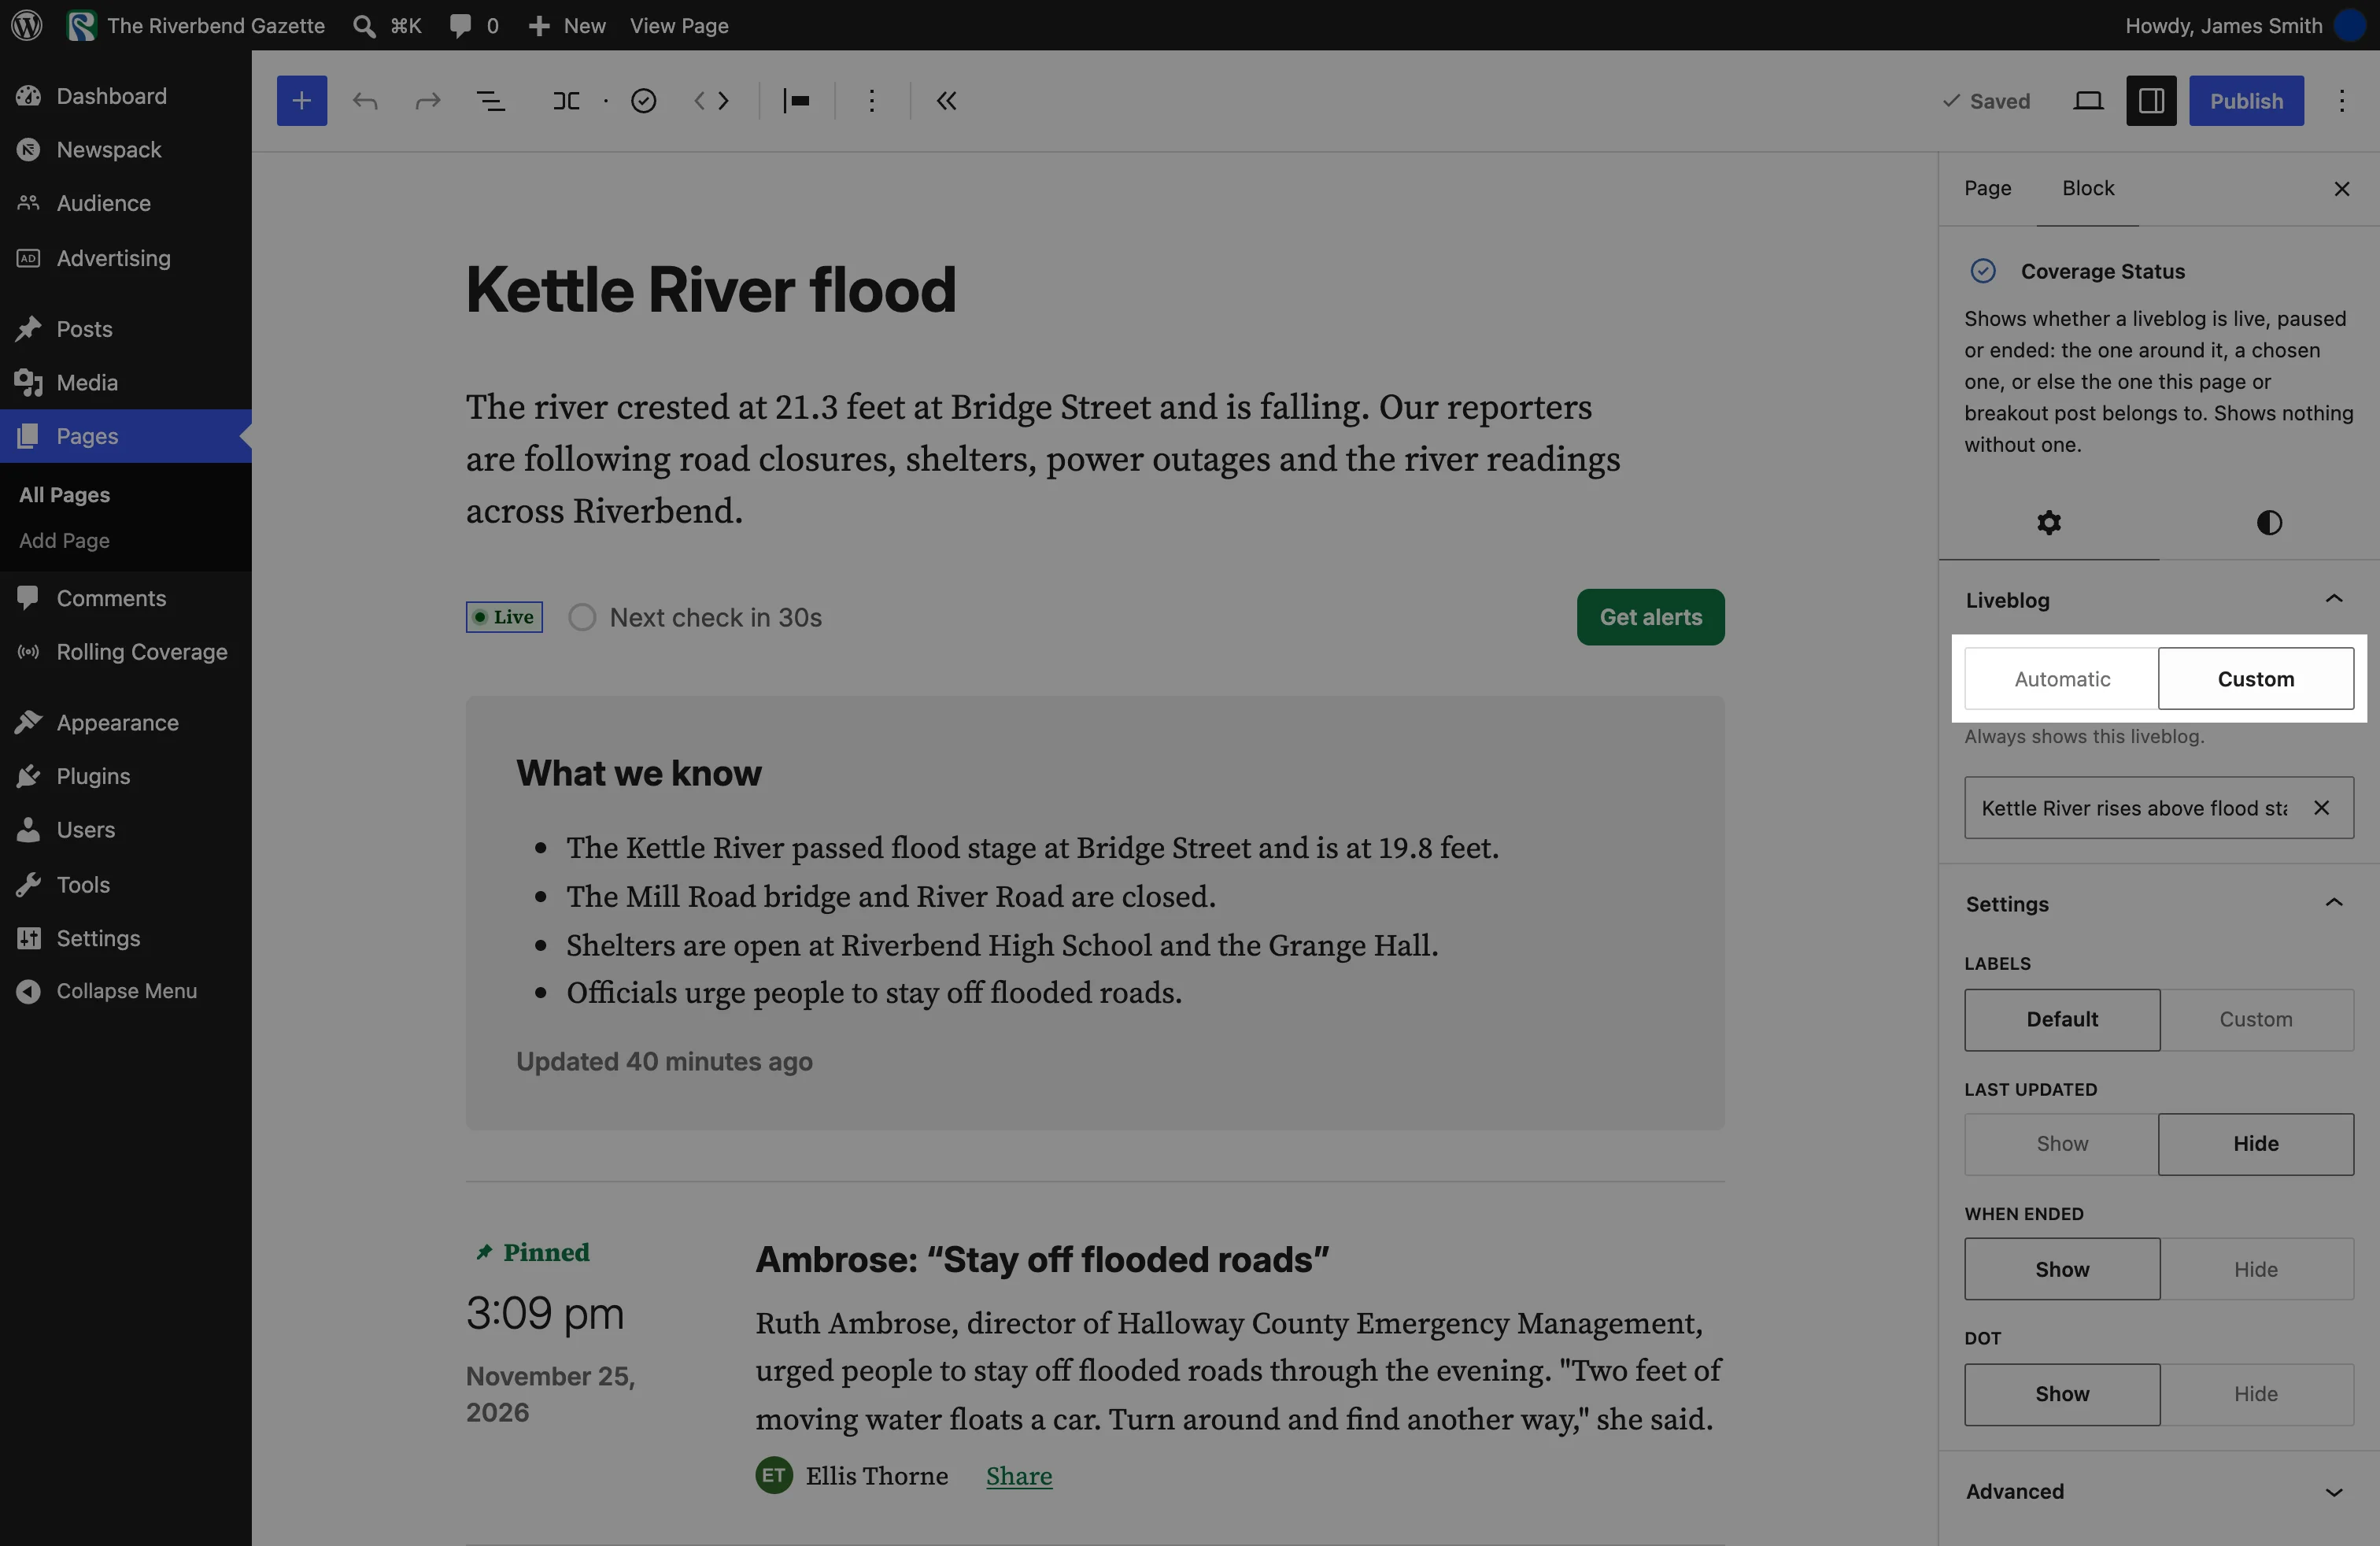 The Riverbend Gazette ⌘K 0 New View Page Howdy, James Smith
Dashboard
Newspack
Audience
Advertising
Posts
Media
Pages
All Pages
Add Page
Comments
Rolling Coverage
Appearance
Plugins
Users
Tools
Settings
Collapse Menu
Saved Publish
Kettle River flood
The river crested at 21.3 feet at Bridge Street and is falling. Our reporters
are following road closures, shelters, power outages and the river readings
across Riverbend.
Live Next check in 30s Get alerts
What we know
The Kettle River passed flood stage at Bridge Street and is at 19.8 feet.
The Mill Road bridge and River Road are closed.
Shelters are open at Riverbend High School and the Grange Hall.
Officials urge people to stay off flooded roads.
Updated 40 minutes ago
Pinned
3:09 pm
November 25,
2026
Ambrose: “Stay off flooded roads”
Ruth Ambrose, director of Halloway County Emergency Management,
urged people to stay off flooded roads through the evening. "Two feet of
moving water floats a car. Turn around and find another way," she said.
ET Ellis Thorne Share
Page Block
Coverage Status
Shows whether a liveblog is live, paused
or ended: the one around it, a chosen
one, or else the one this page or
breakout post belongs to. Shows nothing
without one.
Liveblog
Automatic Custom
Always shows this liveblog.
Kettle River rises above flood sta
Settings
LABELS
Default Custom
LAST UPDATED
Show Hide
WHEN ENDED
Show Hide
DOT
Show Hide
Advanced